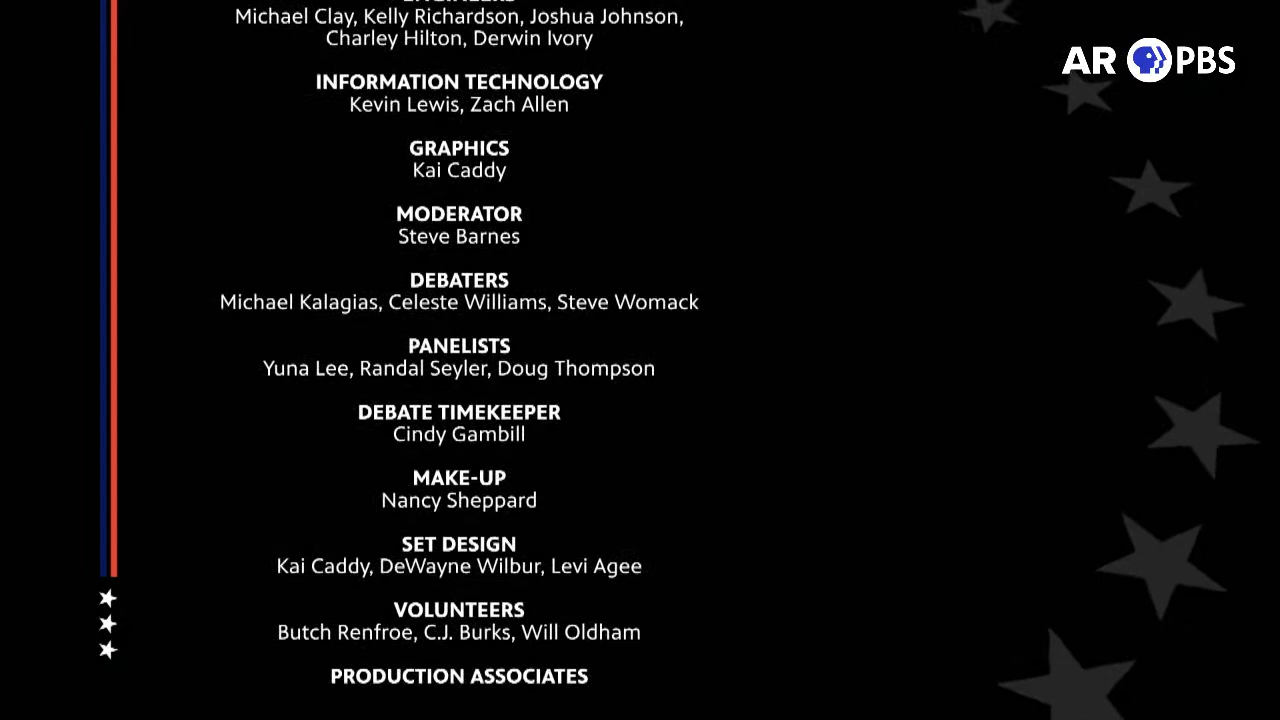 ENGINEERS
Michael Clay, Kelly Richardson, Joshua Johnson,
Charley Hilton, Derwin Ivory
INFORMATION TECHNOLOGY
Kevin Lewis, Zach Allen
GRAPHICS
Kai Caddy
MODERATOR
Steve Barnes
DEBATERS
Michael Kalagias, Celeste Williams, Steve Womack
PANELISTS
Yuna Lee, Randal Seyler, Doug Thompson
DEBATE TIMEKEEPER
Cindy Gambill
MAKE-UP
Nancy Sheppard
SET DESIGN
Kai Caddy, DeWayne Wilbur, Levi Agee
VOLUNTEERS
Butch Renfroe, C.J. Burks, Will Oldham
PRODUCTION ASSOCIATES
AR PBS